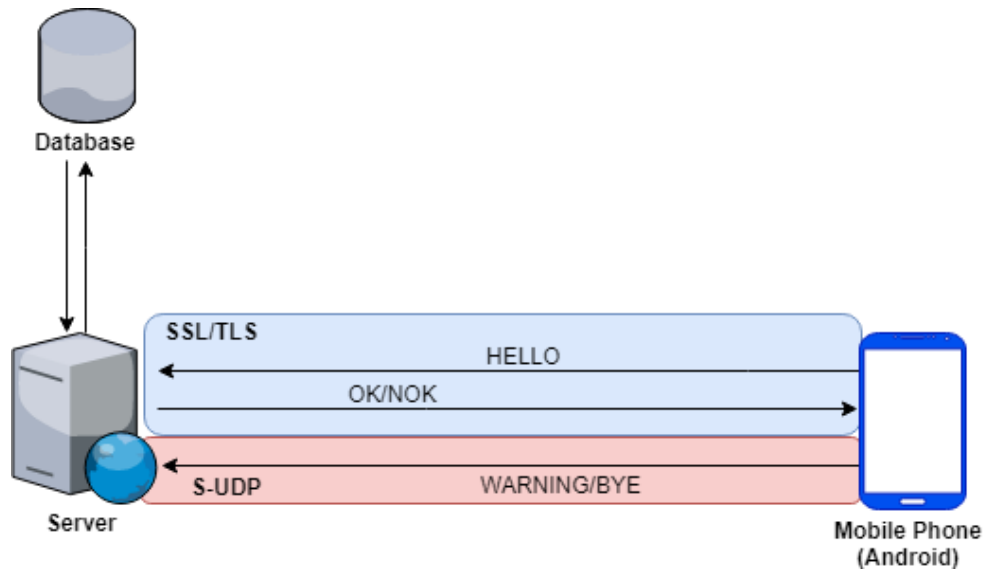 Database
SSL/TLS
HELLO
OK/NOK
S-UDP
WARNING/BYE
Server
Mobile Phone
(Android)